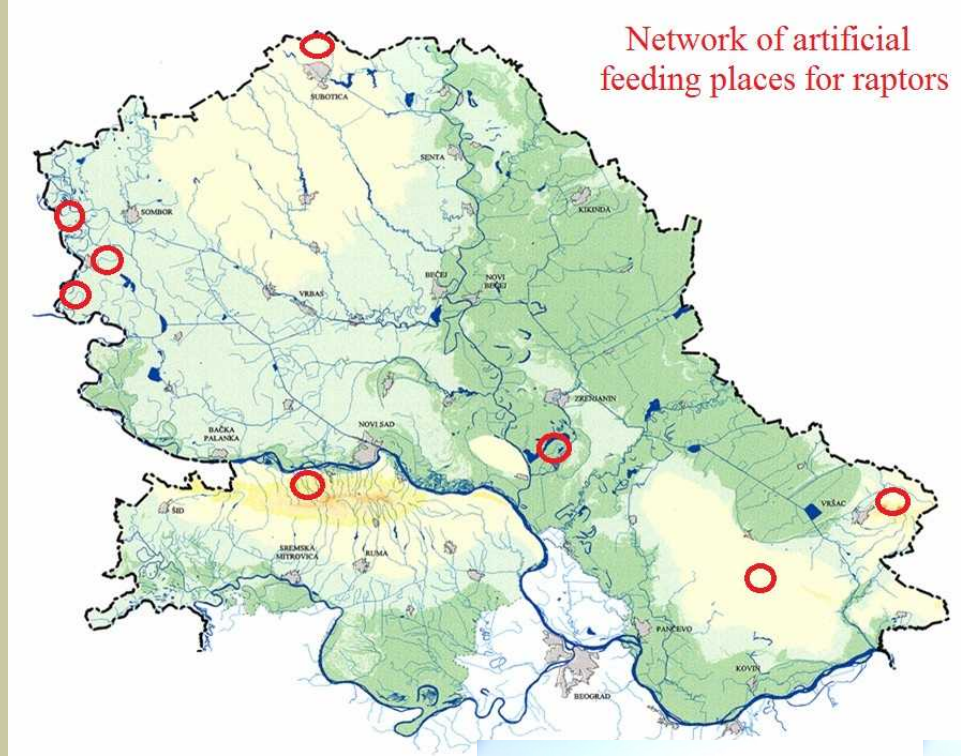 Network of artificial
feeding places for raptors
SUBOTICA
SENTA
SOMBOR
KIKINDA
BEČEJ
NOVI
BEČEJ
VRBAS
ZRENJANIN
BAČKA
PALANKA
NOVI SAD
ŠID
VRŠAC
SREMSKA
MITROVICA
RUMA
PANČEVO
KOVIN
BEOGRAD